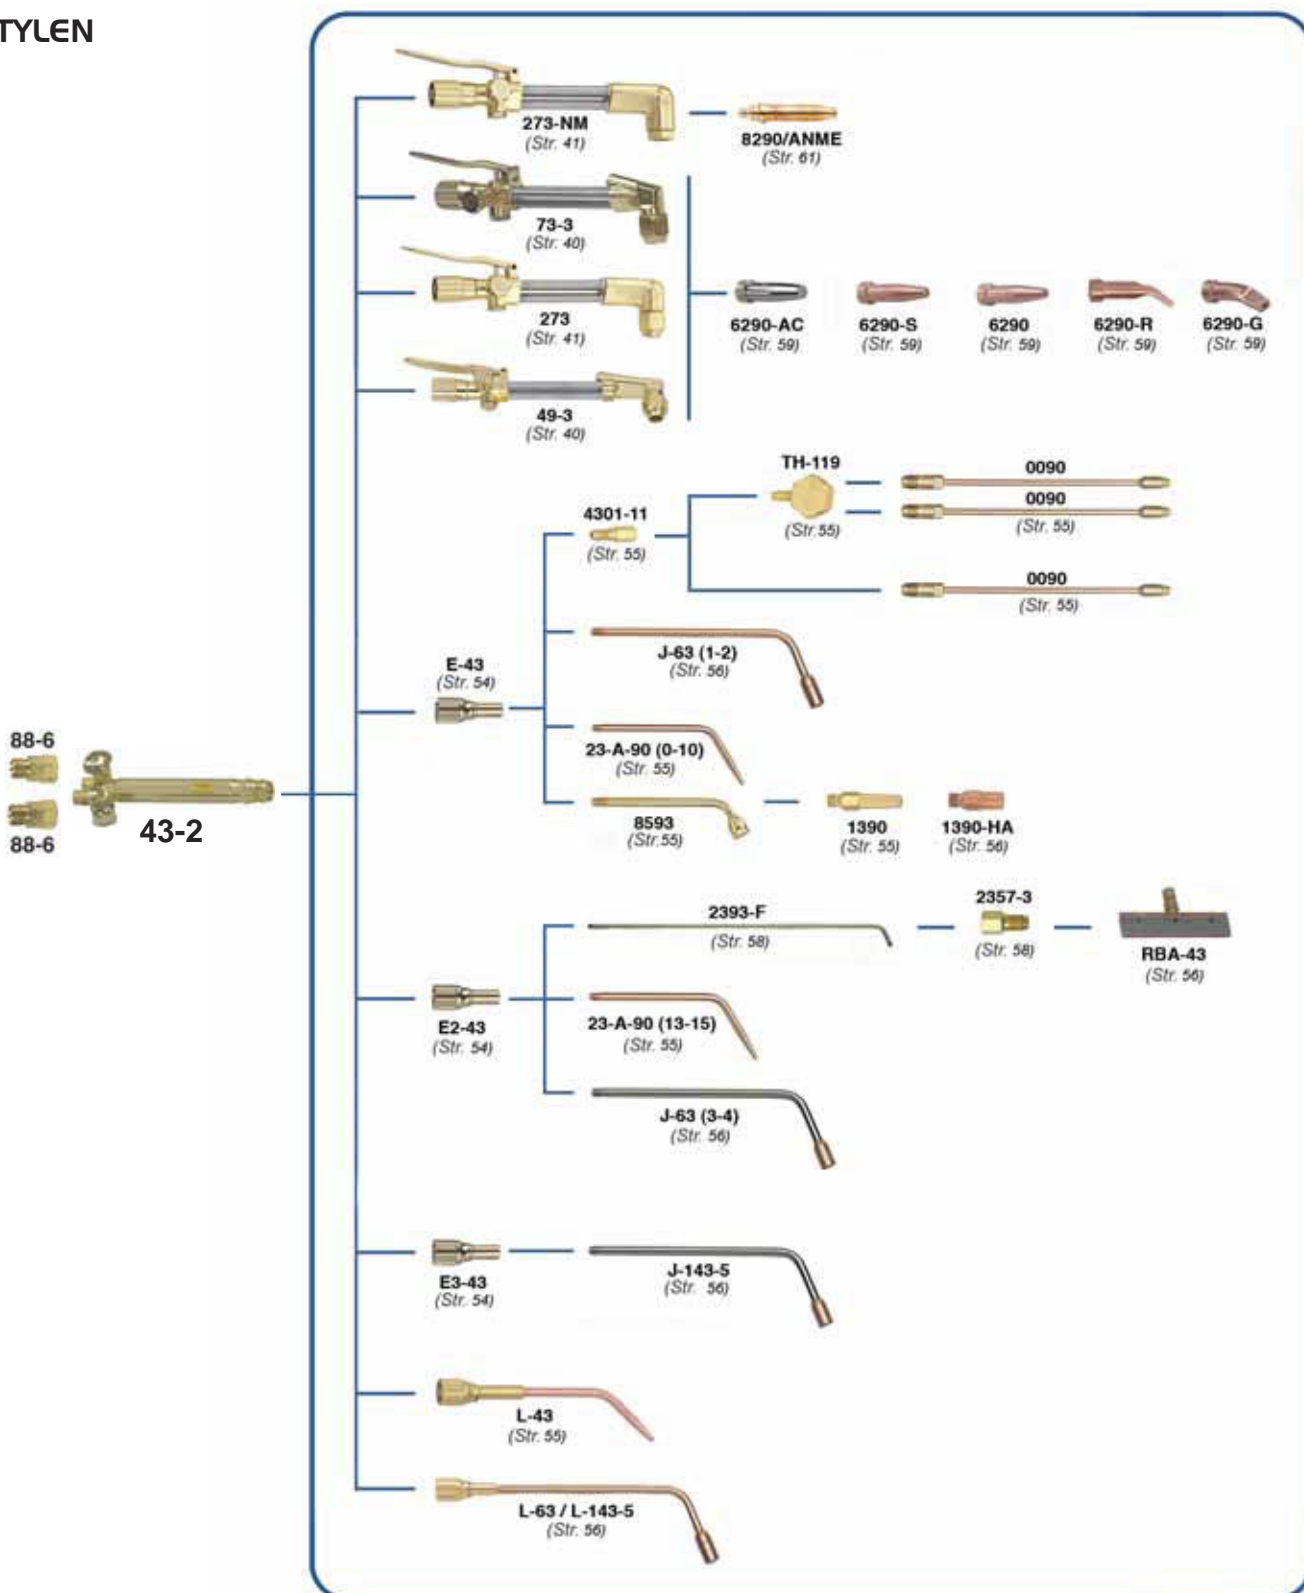 TYLEN
273-NM
(Str. 41)
8290/ANME
(Str. 61)
73-3
(Str. 40)
273
(Str. 41)
6290-AC
(Str. 59)
6290-S
(Str. 59)
6290
(Str. 59)
6290-R
(Str. 59)
6290-G
(Str. 59)
49-3
(Str. 40)
TH-119
(Str.55)
0090
0090
(Str. 55)
4301-11
(Str. 55)
0090
(Str. 55)
E-43
(Str. 54)
J-63 (1-2)
(Str. 56)
23-A-90 (0-10)
(Str. 55)
8593
(Str.55)
1390
(Str. 55)
1390-HA
(Str. 56)
88-6
43-2
88-6
2393-F
(Str. 58)
2357-3
(Str. 58)
RBA-43
(Str. 56)
E2-43
(Str. 54)
23-A-90 (13-15)
(Str. 55)
J-63 (3-4)
(Str. 56)
E3-43
(Str. 54)
J-143-5
(Str. 56)
L-43
(Str. 55)
L-63 / L-143-5
(Str. 56)